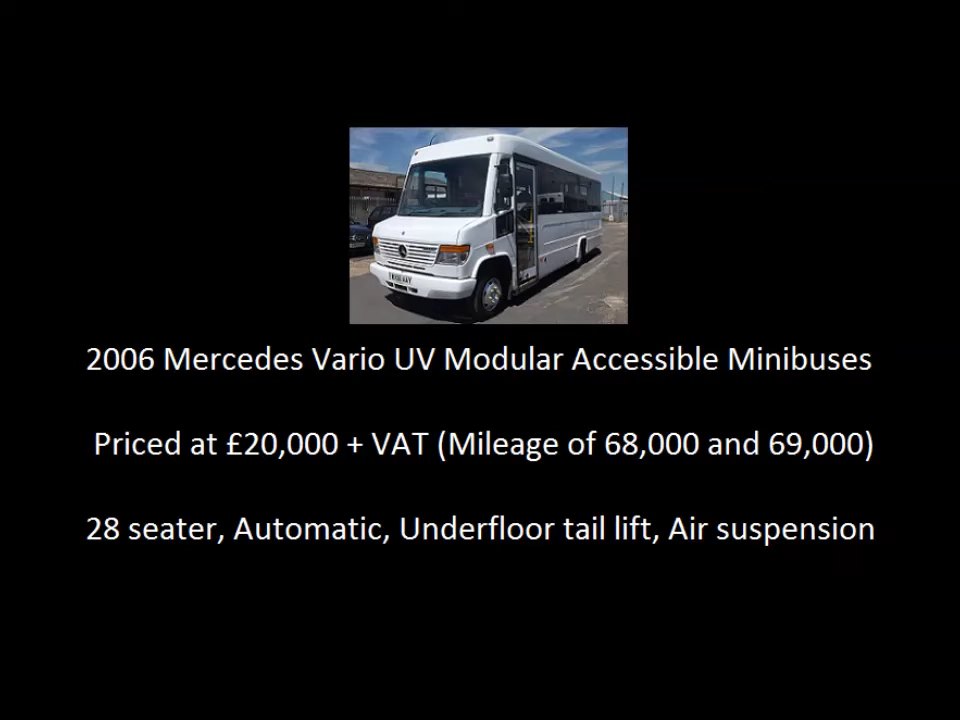 2006 Mercedes Vario UV Modular Accessible Minibuses
Priced at £20,000 + VAT (Mileage of 68,000 and 69,000)
28 seater, Automatic, Underfloor tail lift, Air suspension